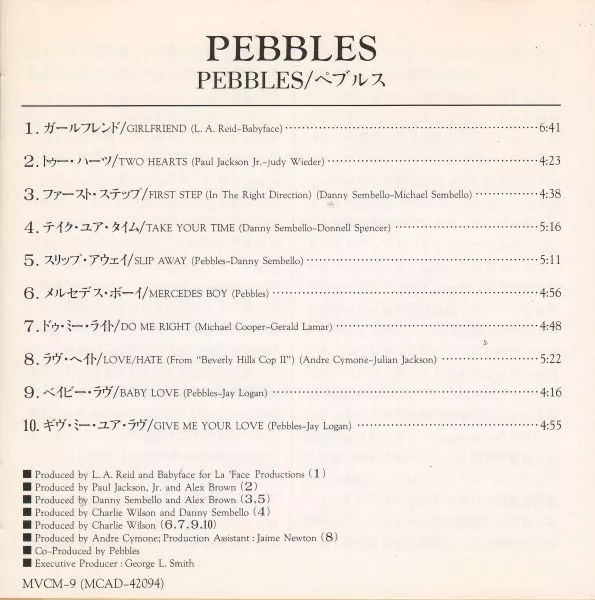 PEBBLES
PEBBLES/ペブルス
1. ガールフレンド/GIRLFRIEND (L. A. Reid-Babyface) 6:41
2. トゥー・ハーツ/TWO HEARTS (Paul Jackson Jr.-judy Wieder) 4:23
3. ファースト・ステップ/FIRST STEP (In The Right Direction) (Danny Sembello-Michael Sembello) 4:38
4. テイク・ユア・タイム/TAKE YOUR TIME (Danny Sembello-Donnell Spencer) 5:16
5. スリップ・アウェイ/SLIP AWAY (Pebbles-Danny Sembello) 5:11
6. メルセデス・ボーイ/MERCEDES BOY (Pebbles) 4:56
7. ドゥ・ミー・ライト/DO ME RIGHT (Michael Cooper-Gerald Lamar) 4:48
8. ラヴ・ヘイト/LOVE/HATE (From "Beverly Hills Cop II") (Andre Cymone-Julian Jackson) 5:22
9. ベイビー・ラヴ/BABY LOVE (Pebbles-Jay Logan) 4:16
10. ギヴ・ミー・ユア・ラヴ/GIVE ME YOUR LOVE (Pebbles-Jay Logan) 4:55
■ Produced by L. A. Reid and Babyface for La 'Face Productions (1)
■ Produced by Paul Jackson, Jr. and Alex Brown (2)
■ Produced by Danny Sembello and Alex Brown (3,5)
■ Produced by Charlie Wilson and Danny Sembello (4)
■ Produced by Charlie Wilson (6,7,9,10)
■ Produced by Andre Cymone; Production Assistant : Jaime Newton (8)
■ Co-Produced by Pebbles
■ Executive Producer : George L. Smith
MVCM-9 (MCAD-42094)